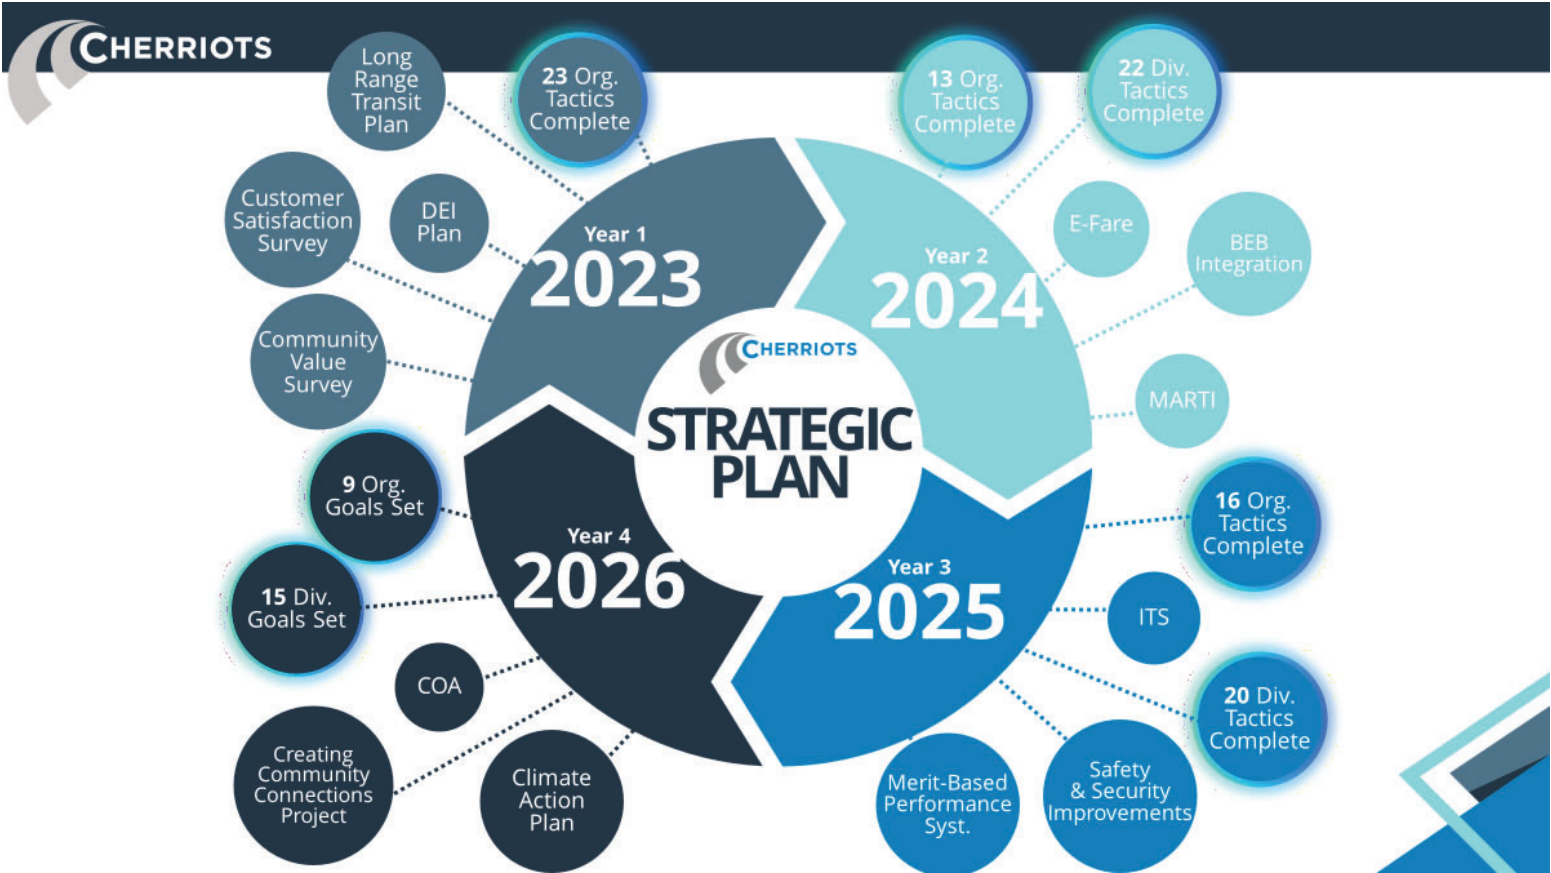 CHERRIOTS
Long
Range
Transit
Plan
23 Org.
Tactics
Complete
Customer
Satisfaction
Survey
DEI
Plan
Community
Value
Survey
Year 1
2023
13 Org.
Tactics
Complete
22 Div.
Tactics
Complete
E-Fare
BEB
Integration
MARTI
Year 2
2024
CHERRIOTS
STRATEGIC
PLAN
16 Org.
Tactics
Complete
ITS
20 Div.
Tactics
Complete
Safety
& Security
Improvements
Merit-Based
Performance
Syst.
Year 3
2025
9 Org.
Goals Set
15 Div.
Goals Set
COA
Creating
Community
Connections
Project
Climate
Action
Plan
Year 4
2026